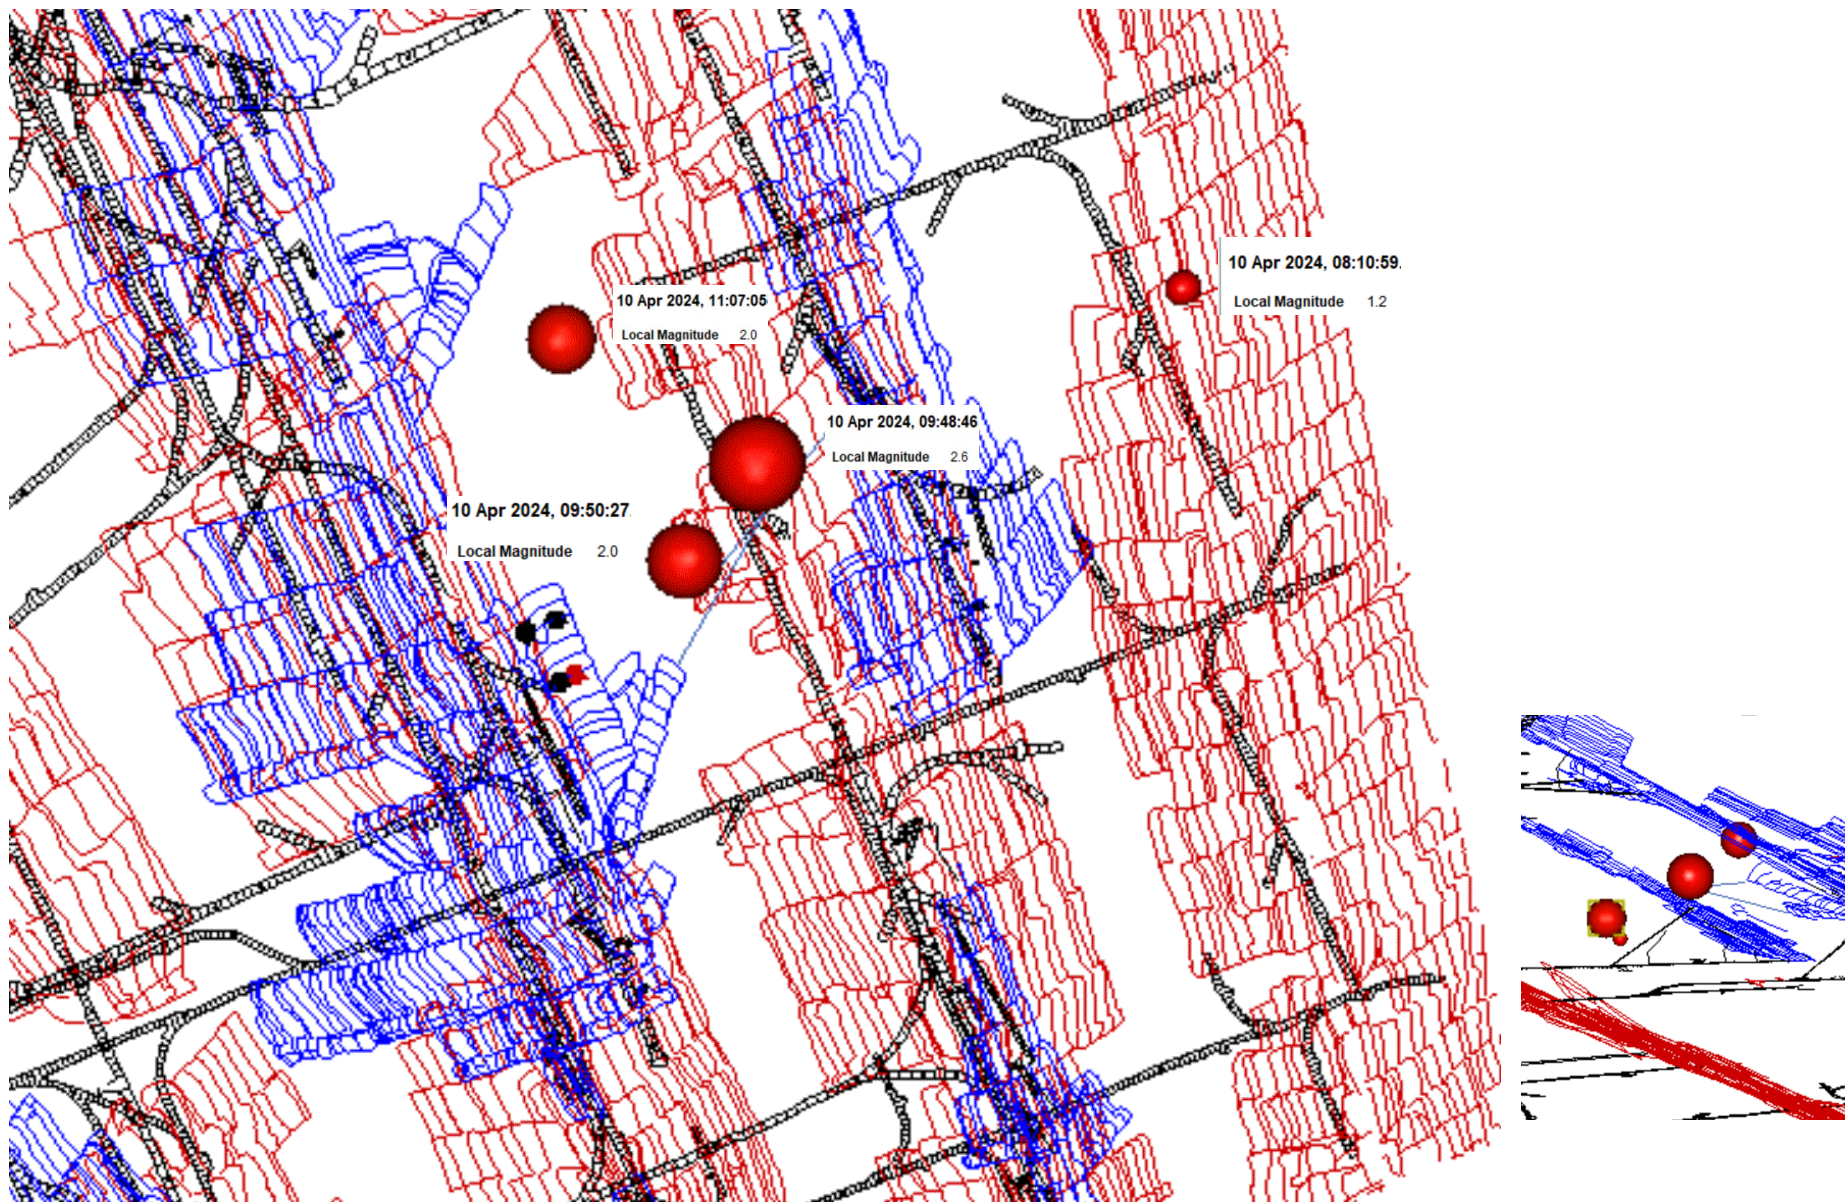 10 Apr 2024, 08:10:59.
Local Magnitude 1.2
10 Apr 2024, 11:07:05
Local Magnitude 2.0
10 Apr 2024, 09:48:46
Local Magnitude 2.6
10 Apr 2024, 09:50:27.
Local Magnitude 2.0